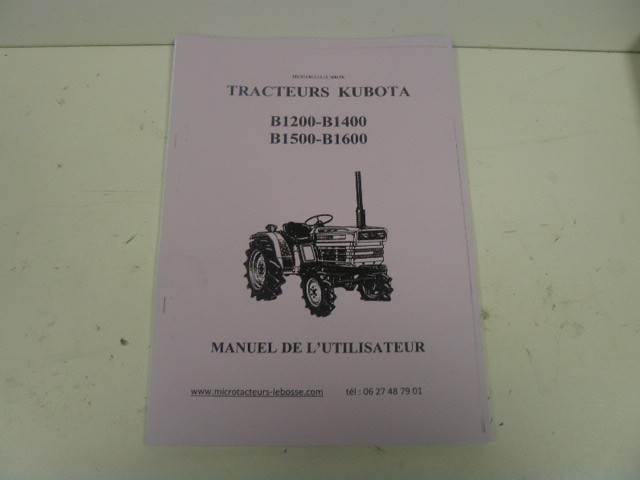 TRACTEURS KUBOTA
B1200-B1400
B1500-B1600
MANUEL DE L'UTILISATEUR
www.microtacteurs-lebosse.com tél : 06 27 48 79 01